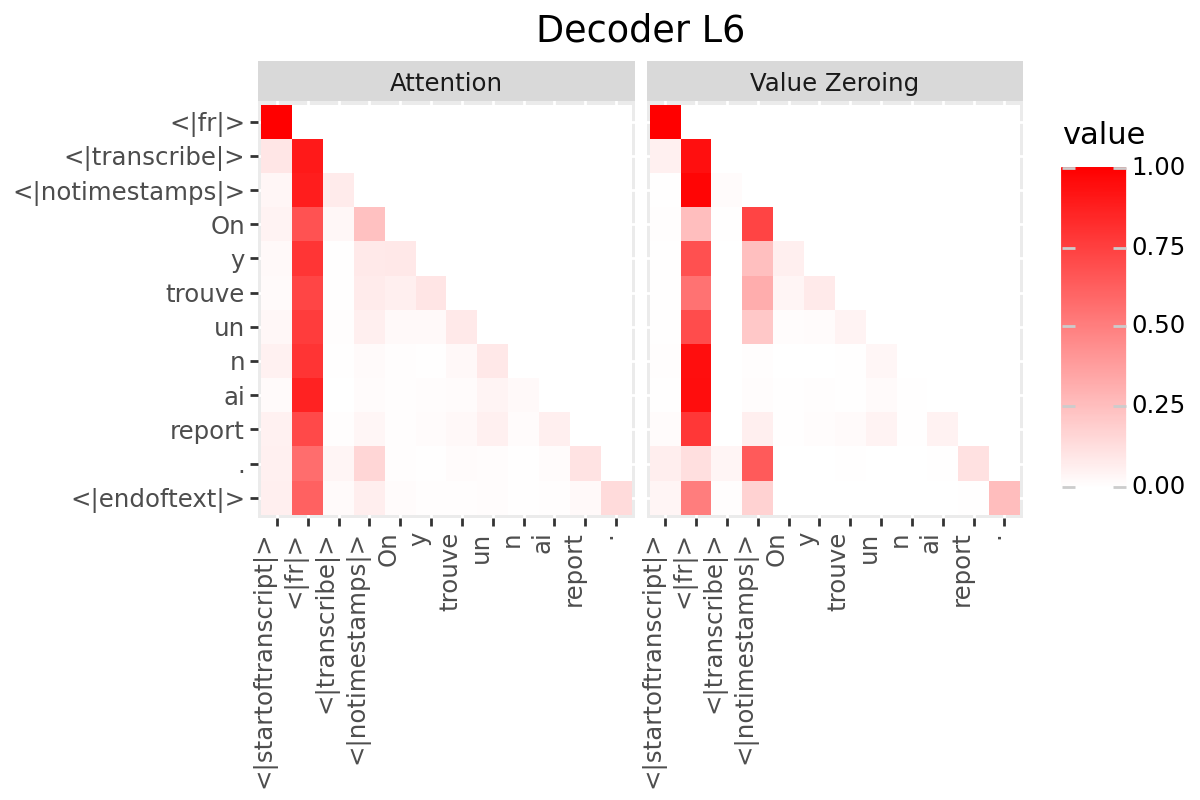 Decoder L6
Attention
Value Zeroing
<|fr|>
<|transcribe|>
<|notimestamps|>
On
y
trouve
un
n
ai
report
.
<|endoftext|>
<|startoftranscript|>
<|fr|>
<|transcribe|>
<|notimestamps|>
On
y
trouve
un
n
ai
report
.
<|startoftranscript|>
<|fr|>
<|transcribe|>
<|notimestamps|>
On
y
trouve
un
n
ai
report
.
value
1.00
0.75
0.50
0.25
0.00